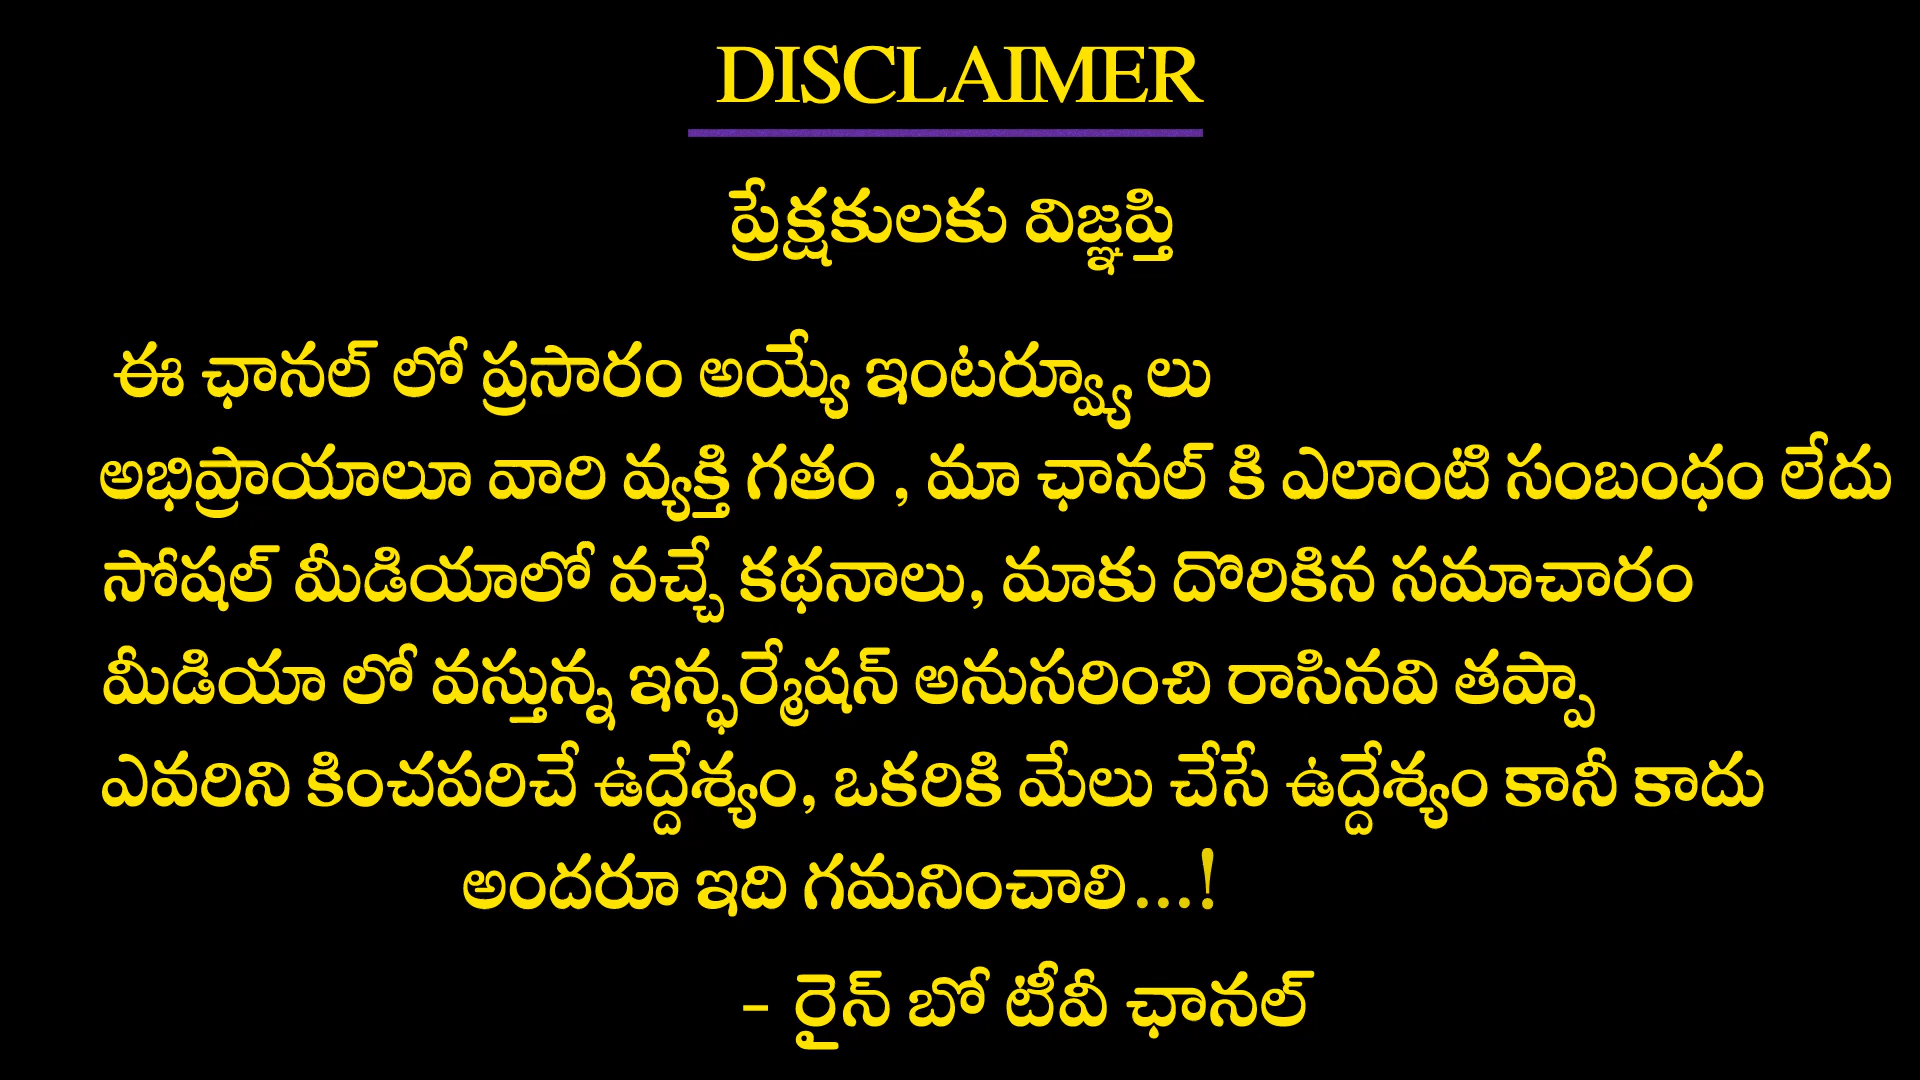 DISCLAIMER
ప్రేక్షకులకు విజ్ఞప్తి
ఈ ఛానల్ లో ప్రసారం అయ్యే ఇంటర్వ్యూ లు
అభిప్రాయాలూ వారి వ్యక్తి గతం , మా ఛానల్ కి ఎలాంటి సంబంధం లేదు
సోషల్ మీడియాలో వచ్చే కథనాలు, మాకు దొరికిన సమాచారం
మీడియా లో వస్తున్న ఇన్ఫర్మేషన్ అనుసరించి రాసినవి తప్పా
ఎవరిని కించపరిచే ఉద్దేశ్యం, ఒకరికి మేలు చేసే ఉద్దేశ్యం కానీ కాదు
అందరూ ఇది గమనించాలి...!
- రైన్ బో టీవీ ఛానల్